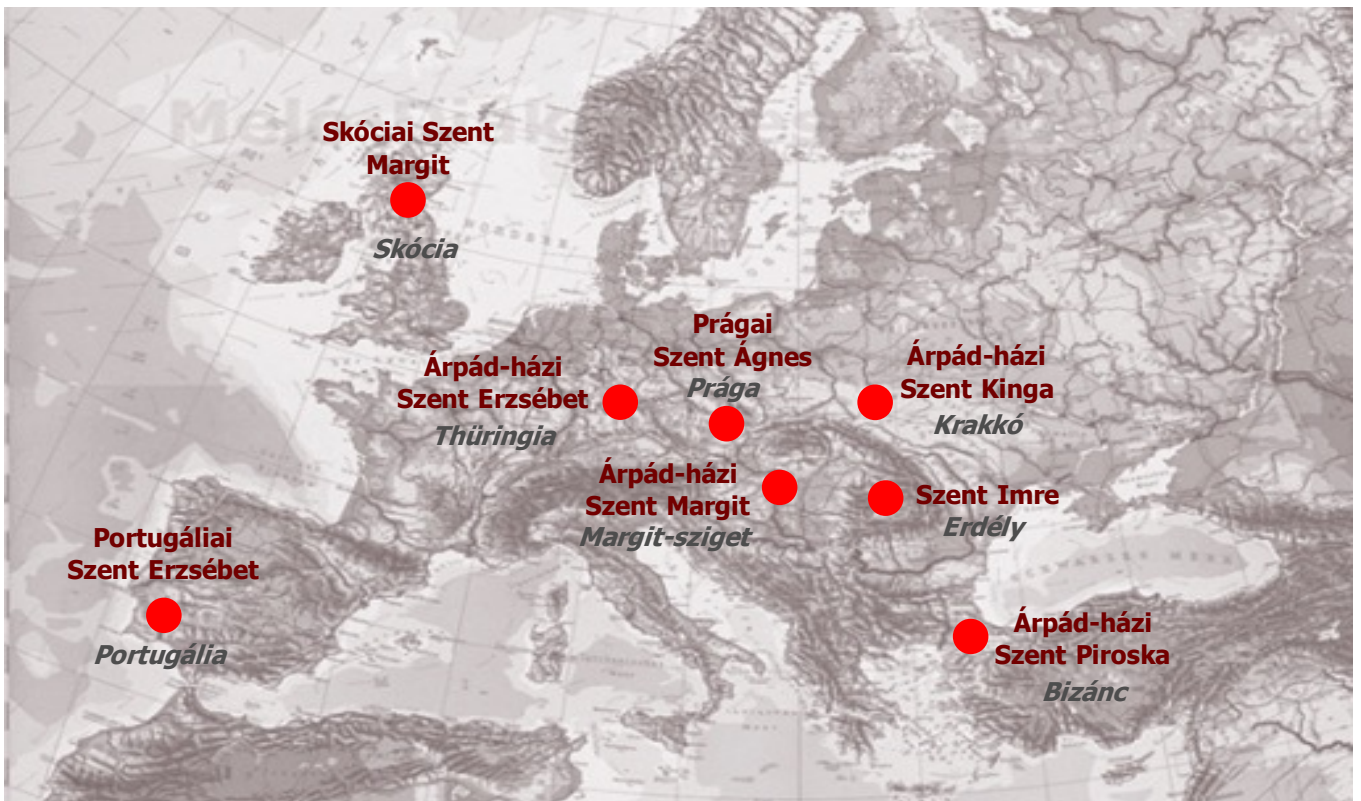 Skóciai Szent
Margit
Skócia
Prágai
Szent Ágnes
Prága
Árpád-házi
Szent Erzsébet
Thüringia
Árpád-házi
Szent Kinga
Krakkó
Árpád-házi
Szent Margit
Margit-sziget
Szent Imre
Erdély
Portugáliai
Szent Erzsébet
Portugália
Árpád-házi
Szent Piroska
Bizánc